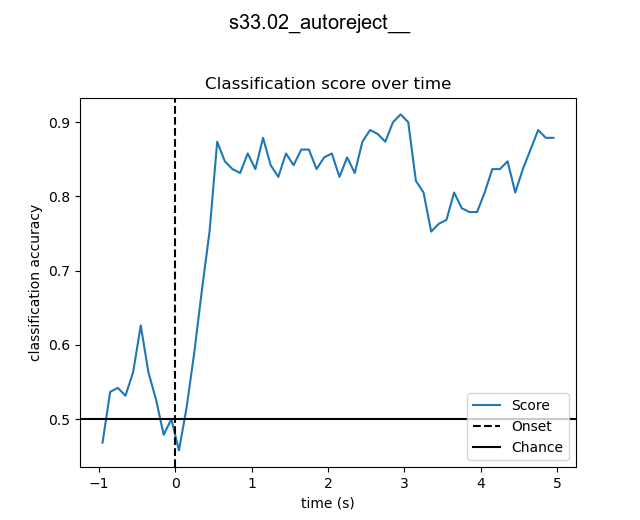 s33.02_autoreject__
Classification score over time
classification accuracy
0.9
0.8
0.7
0.6
0.5
−1
0
1
2
3
4
5
time (s)
Score
Onset
Chance